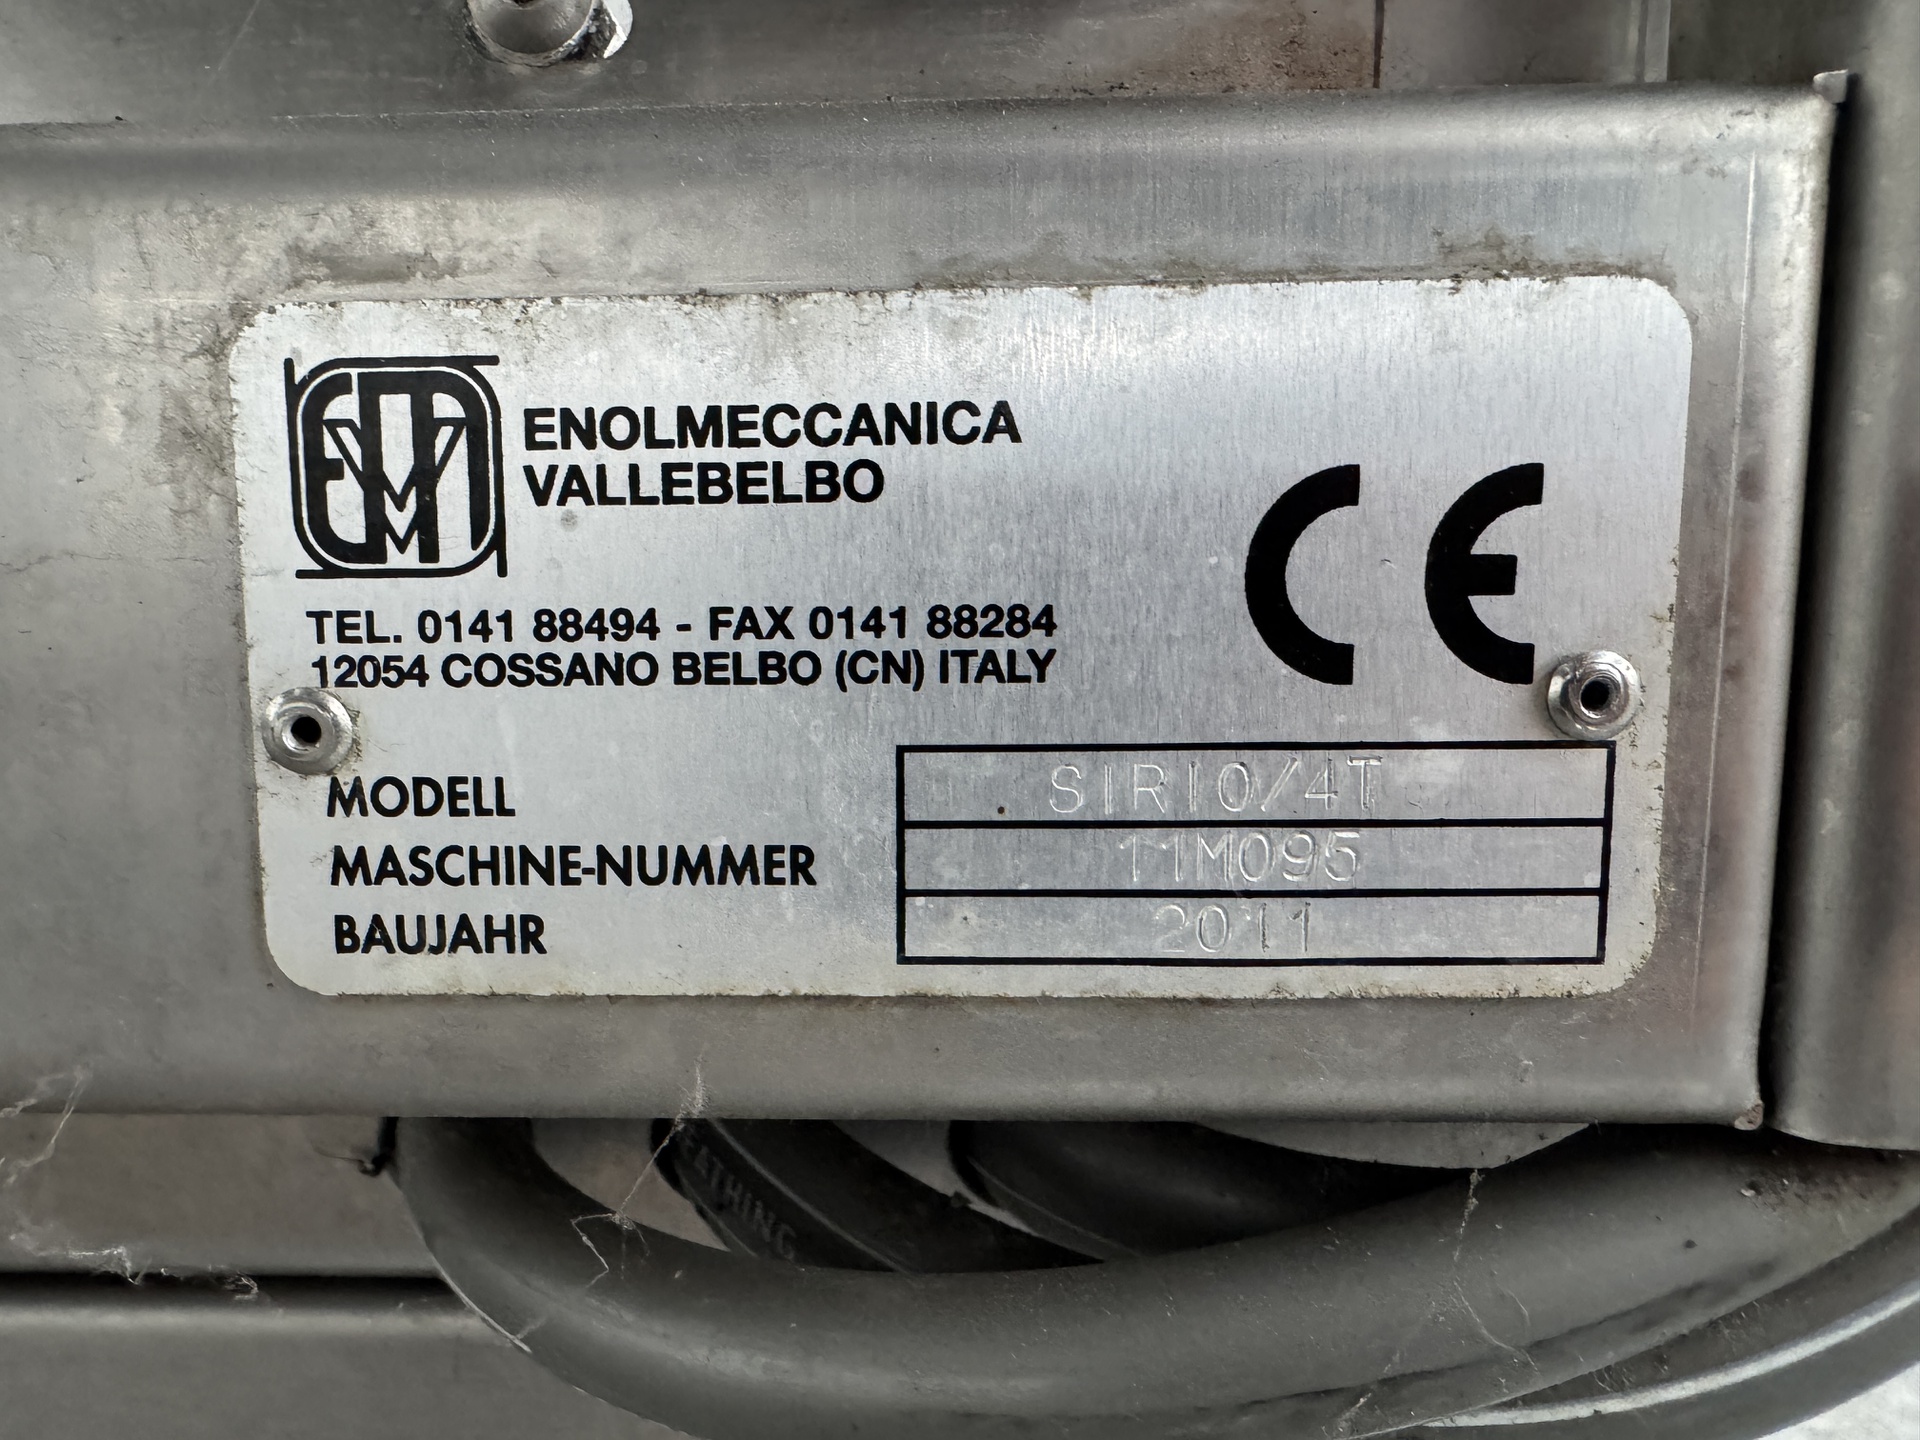 ENOLMECCANICA
VALLEBELBO
TEL. 0141 88494 - FAX 0141 88284
12054 COSSANO BELBO (CN) ITALY
CE
MODELL SIRIO/4T
MASCHINE-NUMMER 11M095
BAUJAHR 2011